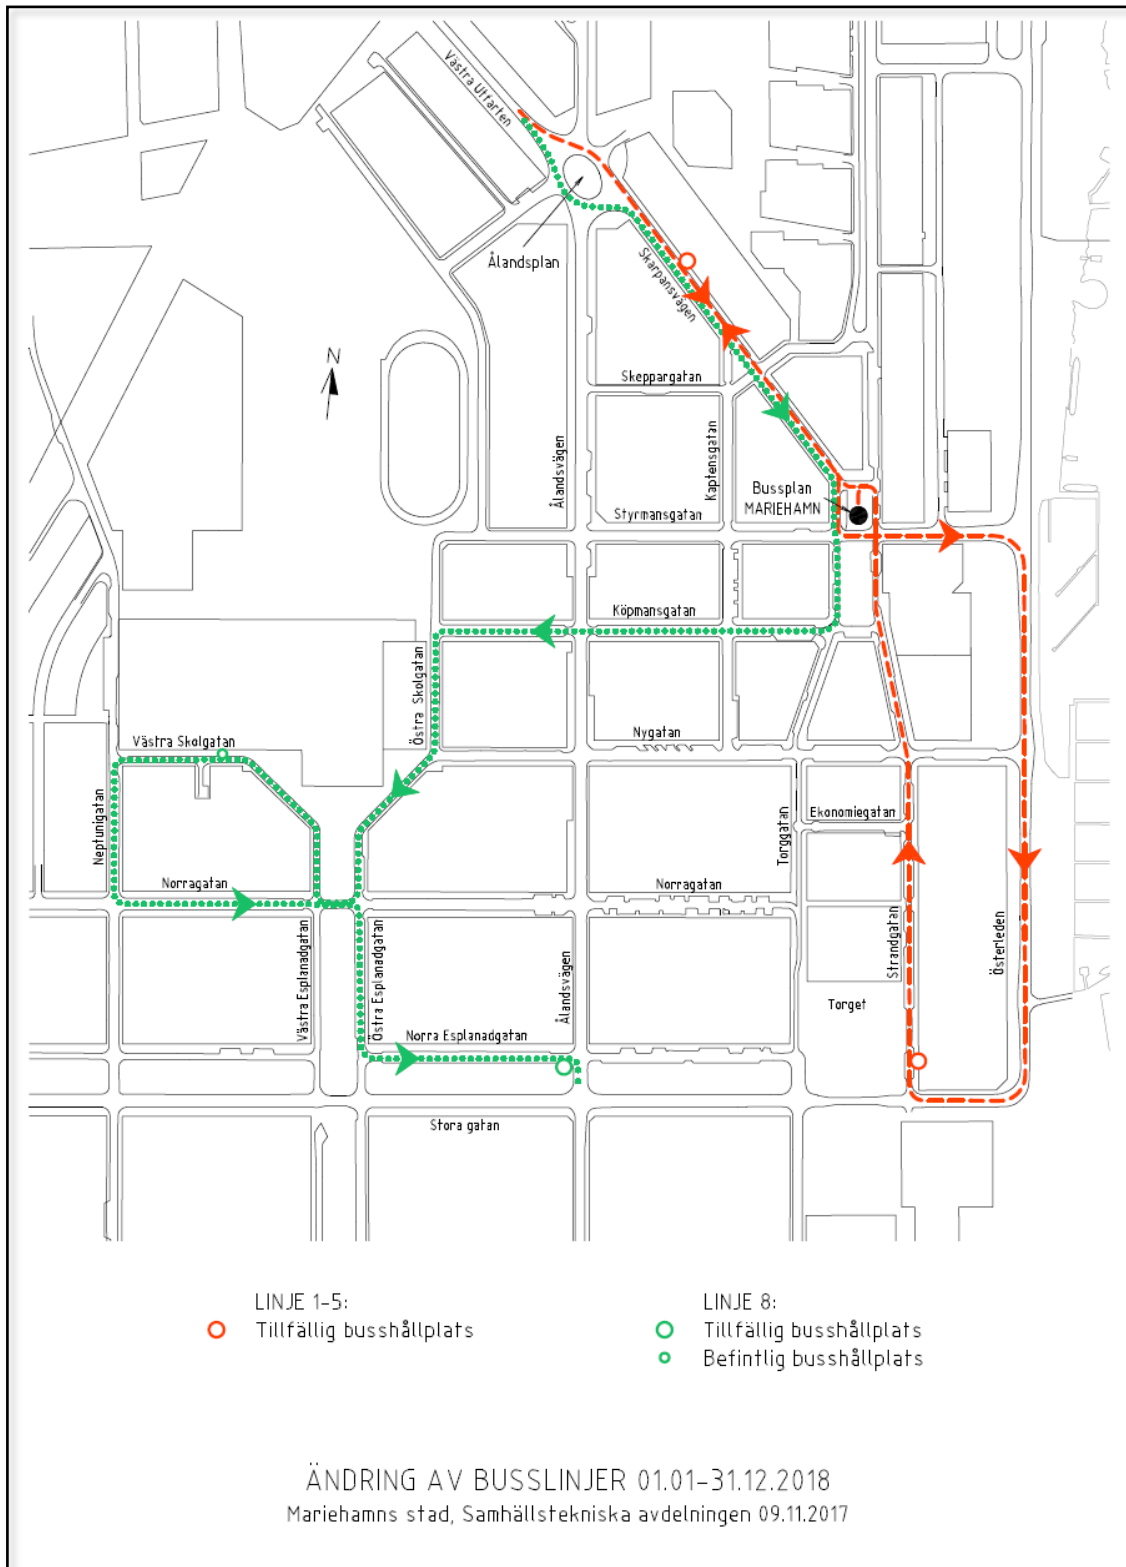 Västra Utfarten
Ålandsplan
Skarpansvägen
N
Skeppargatan
Ålandsvägen
Kaptensgatan
Bussplan
MARIEHAMN
Styrmansgatan
Köpmansgatan
Östra Skolgatan
Nygatan
Västra Skolgatan
Neptunigatan
Ekonomiegatan
Torggatan
Norragatan
Norragatan
Strandgatan
Österleden
Västra Esplanadgatan
Östra Esplanadgatan
Ålandsvägen
Torget
Norra Esplanadgatan
Stora gatan
LINJE 1-5:
Tillfällig busshållplats
LINJE 8:
Tillfällig busshållplats
Befintlig busshållplats
ÄNDRING AV BUSSLINJER 01.01-31.12.2018
Mariehamns stad, Samhällstekniska avdelningen 09.11.2017